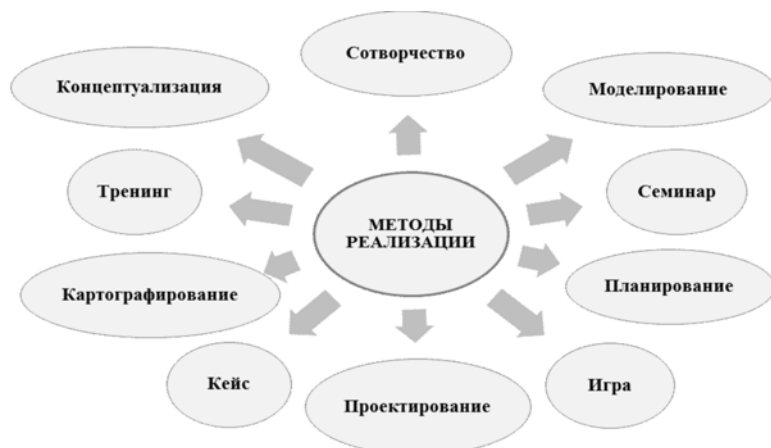 Сотворчество
Концептуализация
Моделирование
Тренинг
Семинар
МЕТОДЫ
РЕАЛИЗАЦИИ
Картографирование
Планирование
Кейс
Проектирование
Игра